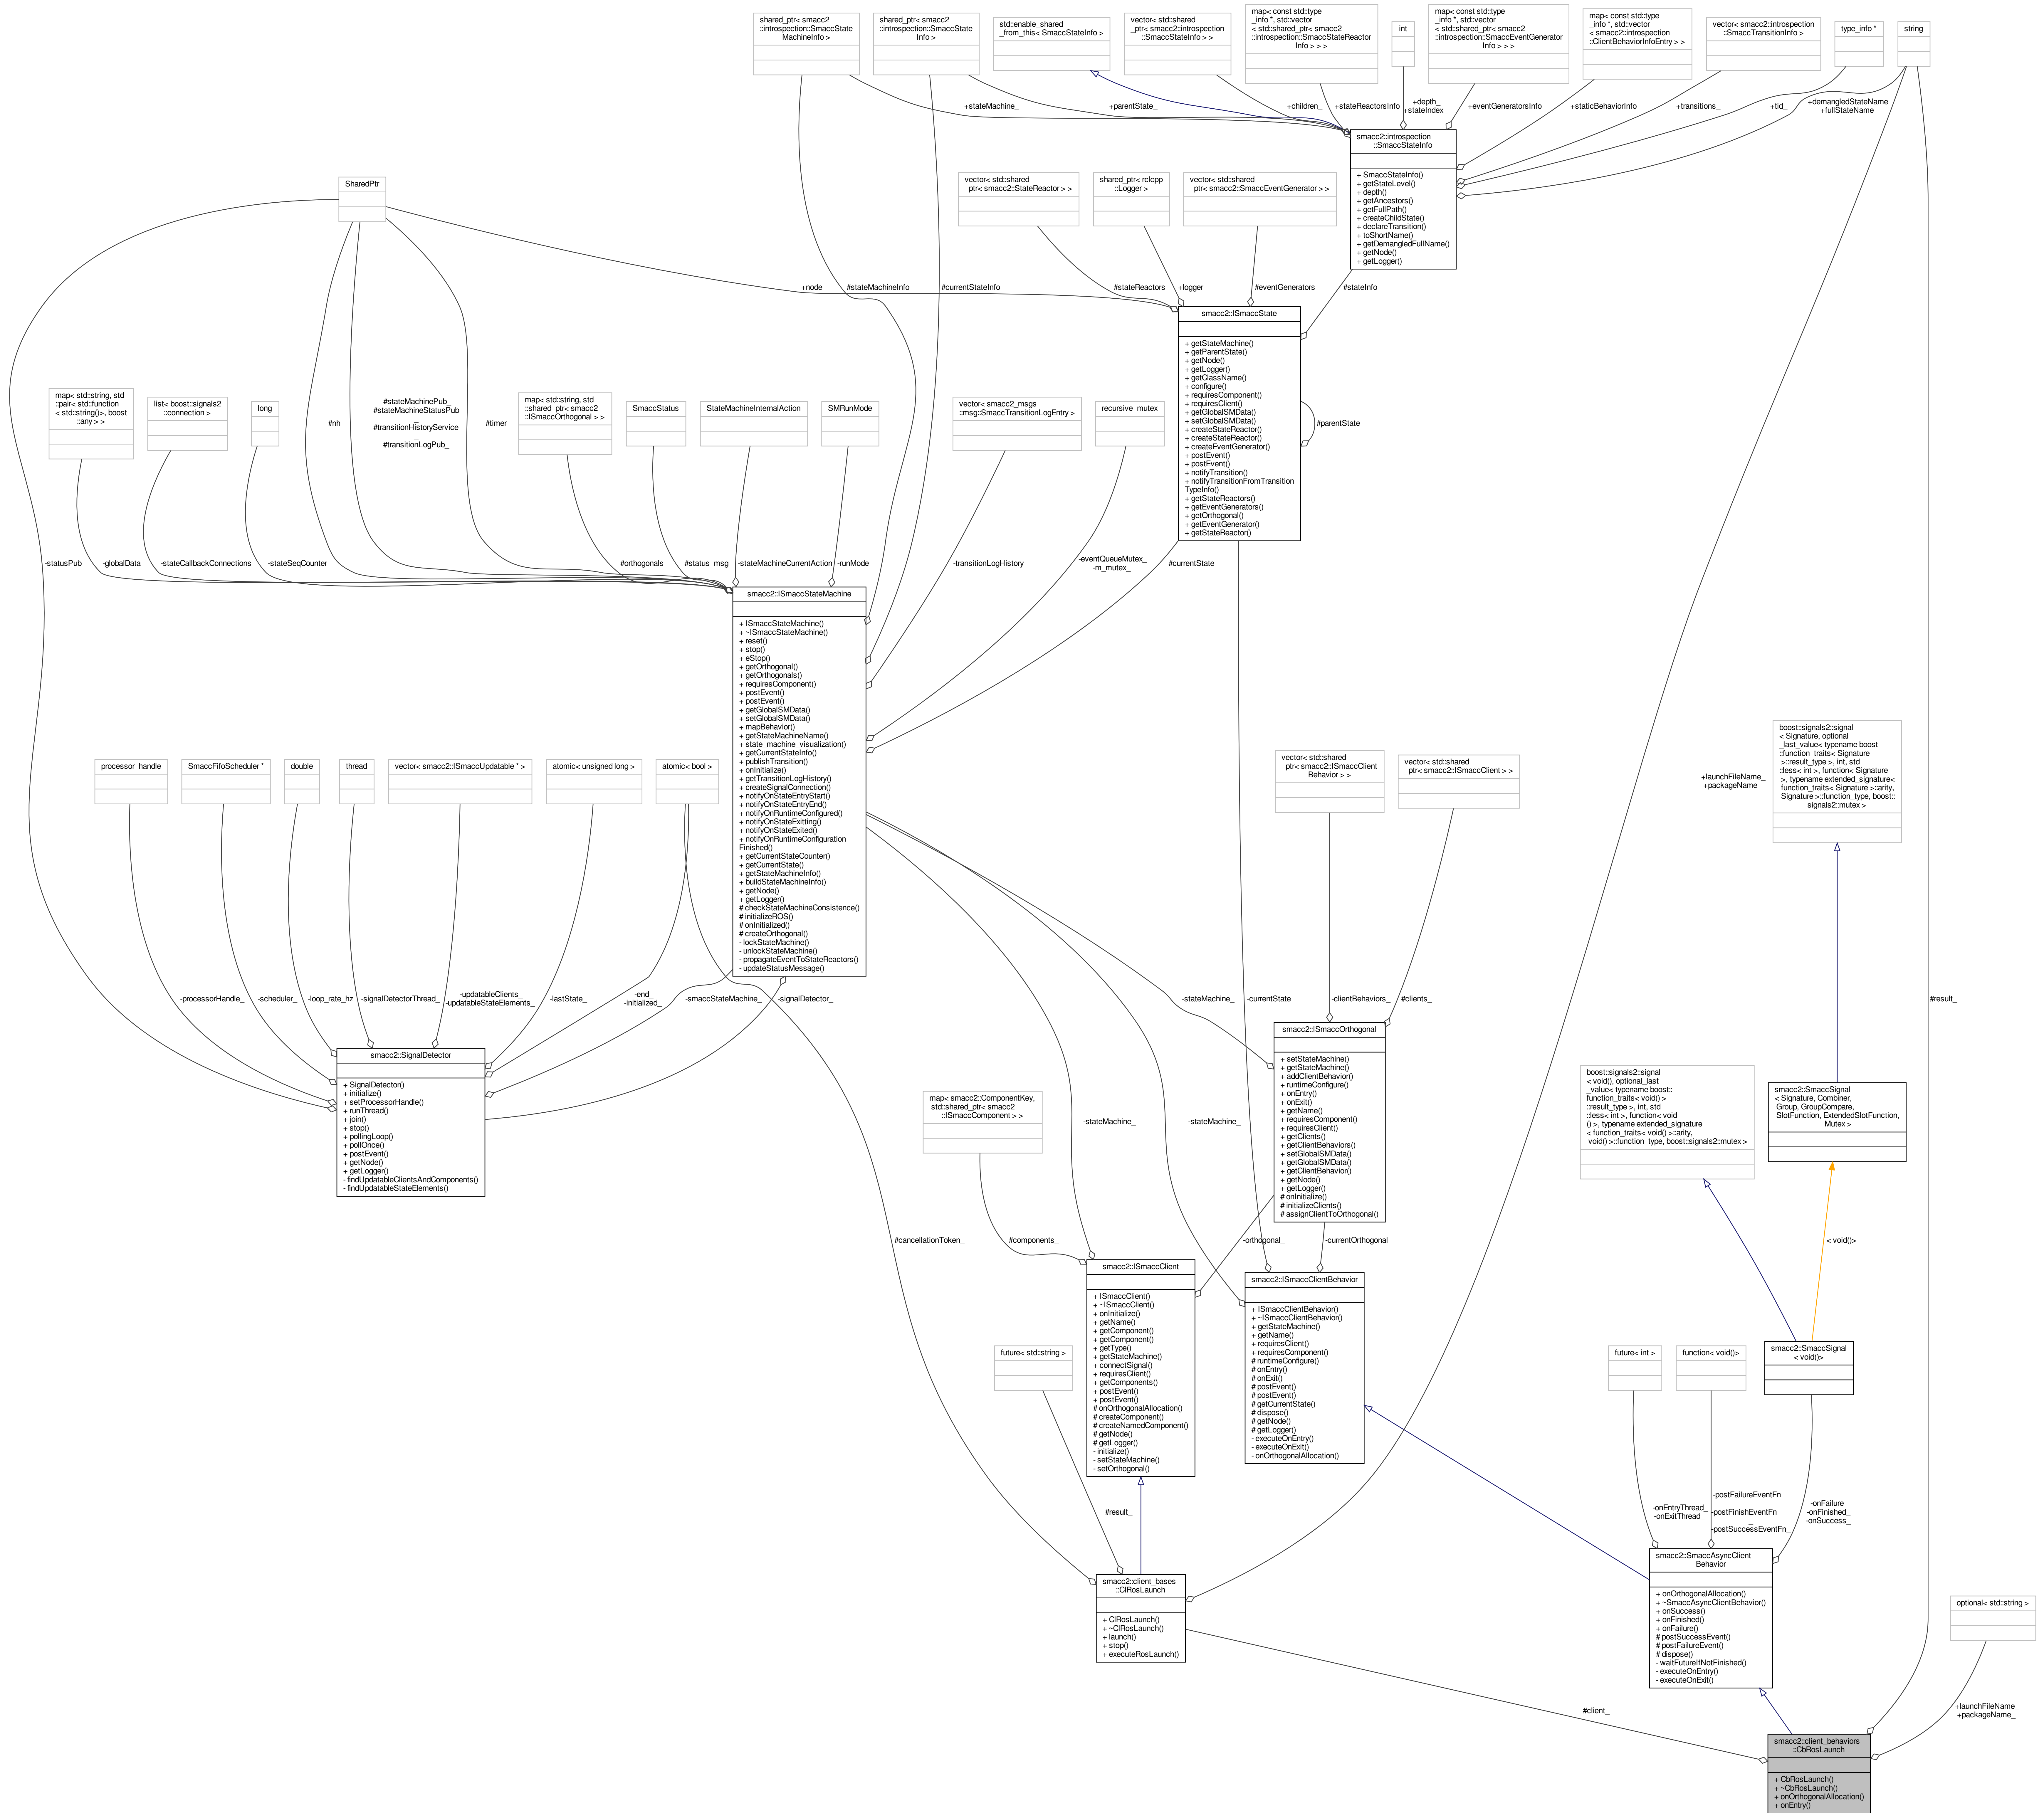 shared_ptr< smacc2
::introspection::SmaccState
MachineInfo >
shared_ptr< smacc2
::introspection::SmaccState
Info >
std::enable_shared
_from_this< SmaccStateInfo >
vector< std::shared
_ptr< smacc2::introspection
::SmaccStateInfo > >
map< const std::type
_info *, std::vector
< std::shared_ptr< smacc2
::introspection::SmaccStateReactor
Info > > >
int
map< const std::type
_info *, std::vector
< std::shared_ptr< smacc2
::introspection::SmaccEventGenerator
Info > > >
map< const std::type
_info *, std::vector
< smacc2::introspection
::ClientBehaviorInfoEntry > >
vector< smacc2::introspection
::SmaccTransitionInfo >
type_info *
string
+stateMachine_
+parentState_
+children_
+stateReactorsInfo
+depth_
+stateIndex_
+eventGeneratorsInfo
+staticBehaviorInfo
+transitions_
+tid_
+demangledStateName
+fullStateName
smacc2::introspection
::SmaccStateInfo
+ SmaccStateInfo()
+ getStateLevel()
+ depth()
+ getAncestors()
+ getFullPath()
+ createChildState()
+ declareTransition()
+ toShortName()
+ getDemangledFullName()
+ getNode()
+ getLogger()
SharedPtr
vector< std::shared
_ptr< smacc2::StateReactor > >
shared_ptr< rclcpp
::Logger >
vector< std::shared
_ptr< smacc2::SmaccEventGenerator > >
+node_
#stateMachineInfo_
#currentStateInfo_
#stateReactors_
+logger_
#eventGenerators_
#stateInfo_
smacc2::ISmaccState
+ getStateMachine()
+ getParentState()
+ getNode()
+ getLogger()
+ getClassName()
+ configure()
+ requiresComponent()
+ requiresClient()
+ getGlobalSMData()
+ setGlobalSMData()
+ createStateReactor()
+ createStateReactor()
+ createEventGenerator()
+ postEvent()
+ postEvent()
+ notifyTransition()
+ notifyTransitionFromTransition
TypeInfo()
+ getStateReactors()
+ getEventGenerators()
+ getOrthogonal()
+ getEventGenerator()
+ getStateReactor()
#parentState_
map< std::string, std
::pair< std::function
< std::string()>, boost
::any > >
list< boost::signals2
::connection >
long
#nh_
#stateMachinePub_
#stateMachineStatusPub
_
#transitionHistoryService
_
#transitionLogPub_
#timer_
map< std::string, std
::shared_ptr< smacc2
::ISmaccOrthogonal > >
SmaccStatus
StateMachineInternalAction
SMRunMode
vector< smacc2_msgs
::msg::SmaccTransitionLogEntry >
recursive_mutex
-statusPub_
-globalData_
-stateCallbackConnections
-stateSeqCounter_
#orthogonals_
#status_msg_
-stateMachineCurrentAction
-runMode_
-transitionLogHistory_
-eventQueueMutex_
-m_mutex_
#currentState_
smacc2::ISmaccStateMachine
+ ISmaccStateMachine()
+ ~ISmaccStateMachine()
+ reset()
+ stop()
+ eStop()
+ getOrthogonal()
+ getOrthogonals()
+ requiresComponent()
+ postEvent()
+ postEvent()
+ getGlobalSMData()
+ setGlobalSMData()
+ mapBehavior()
+ getStateMachineName()
+ state_machine_visualization()
+ getCurrentStateInfo()
+ publishTransition()
+ onInitialize()
+ getTransitionLogHistory()
+ createSignalConnection()
+ notifyOnStateEntryStart()
+ notifyOnStateEntryEnd()
+ notifyOnRuntimeConfigured()
+ notifyOnStateExitting()
+ notifyOnStateExited()
+ notifyOnRuntimeConfiguration
Finished()
+ getCurrentStateCounter()
+ getCurrentState()
+ getStateMachineInfo()
+ buildStateMachineInfo()
+ getNode()
+ getLogger()
# checkStateMachineConsistence()
# initializeROS()
# onInitialized()
# createOrthogonal()
- lockStateMachine()
- unlockStateMachine()
- propagateEventToStateReactors()
- updateStatusMessage()
processor_handle
SmaccFifoScheduler *
double
thread
vector< smacc2::ISmaccUpdatable * >
atomic< unsigned long >
atomic< bool >
-processorHandle_
-scheduler_
-loop_rate_hz
-signalDetectorThread_
-updatableClients_
-updatableStateElements_
-lastState_
-end_
-initialized_
-smaccStateMachine_
-signalDetector_
smacc2::SignalDetector
+ SignalDetector()
+ initialize()
+ setProcessorHandle()
+ runThread()
+ join()
+ stop()
+ pollingLoop()
+ pollOnce()
+ postEvent()
+ getNode()
+ getLogger()
- findUpdatableClientsAndComponents()
- findUpdatableStateElements()
vector< std::shared
_ptr< smacc2::ISmaccClient
Behavior > >
vector< std::shared
_ptr< smacc2::ISmaccClient > >
-stateMachine_
-currentState
-clientBehaviors_
#clients_
smacc2::ISmaccOrthogonal
+ setStateMachine()
+ getStateMachine()
+ addClientBehavior()
+ runtimeConfigure()
+ onEntry()
+ onExit()
+ getName()
+ requiresComponent()
+ requiresClient()
+ getClients()
+ getClientBehaviors()
+ setGlobalSMData()
+ getGlobalSMData()
+ getClientBehavior()
+ getNode()
+ getLogger()
# onInitialize()
# initializeClients()
# assignClientToOrthogonal()
+launchFileName_
+packageName_
boost::signals2::signal
< Signature, optional
_last_value< typename boost
::function_traits< Signature
>::result_type >, int, std
::less< int >, function< Signature
>, typename extended_signature<
function_traits< Signature >::arity,
Signature >::function_type, boost::
signals2::mutex >
#result_
boost::signals2::signal
< void(), optional_last
_value< typename boost::
function_traits< void() >
::result_type >, int, std
::less< int >, function< void
() >, typename extended_signature
< function_traits< void() >::arity,
void() >::function_type, boost::signals2::mutex >
smacc2::SmaccSignal
< Signature, Combiner,
Group, GroupCompare,
SlotFunction, ExtendedSlotFunction,
Mutex >
map< smacc2::ComponentKey,
std::shared_ptr< smacc2
::ISmaccComponent > >
-stateMachine_
-stateMachine_
#cancellationToken_
#components_
-orthogonal_
-currentOrthogonal
< void()>
smacc2::ISmaccClient
+ ISmaccClient()
+ ~ISmaccClient()
+ onInitialize()
+ getName()
+ getComponent()
+ getComponent()
+ getType()
+ getStateMachine()
+ connectSignal()
+ requiresClient()
+ getComponents()
+ postEvent()
+ postEvent()
# onOrthogonalAllocation()
# createComponent()
# createNamedComponent()
# getNode()
# getLogger()
- initialize()
- setStateMachine()
- setOrthogonal()
smacc2::ISmaccClientBehavior
+ ISmaccClientBehavior()
+ ~ISmaccClientBehavior()
+ getStateMachine()
+ getName()
+ requiresClient()
+ requiresComponent()
# runtimeConfigure()
# onEntry()
# onExit()
# postEvent()
# postEvent()
# getCurrentState()
# dispose()
# getNode()
# getLogger()
- executeOnEntry()
- executeOnExit()
- onOrthogonalAllocation()
future< std::string >
future< int >
function< void()>
smacc2::SmaccSignal
< void()>
#result_
-onEntryThread_
-onExitThread_
-postFailureEventFn
_
-postFinishEventFn
_
-postSuccessEventFn_
-onFailure_
-onFinished_
-onSuccess_
smacc2::client_bases
::ClRosLaunch
+ ClRosLaunch()
+ ~ClRosLaunch()
+ launch()
+ stop()
+ executeRosLaunch()
smacc2::SmaccAsyncClient
Behavior
+ onOrthogonalAllocation()
+ ~SmaccAsyncClientBehavior()
+ onSuccess()
+ onFinished()
+ onFailure()
# postSuccessEvent()
# postFailureEvent()
# dispose()
- waitFutureIfNotFinished()
- executeOnEntry()
- executeOnExit()
optional< std::string >
#client_
+launchFileName_
+packageName_
smacc2::client_behaviors
::CbRosLaunch
+ CbRosLaunch()
+ ~CbRosLaunch()
+ onOrthogonalAllocation()
+ onEntry()